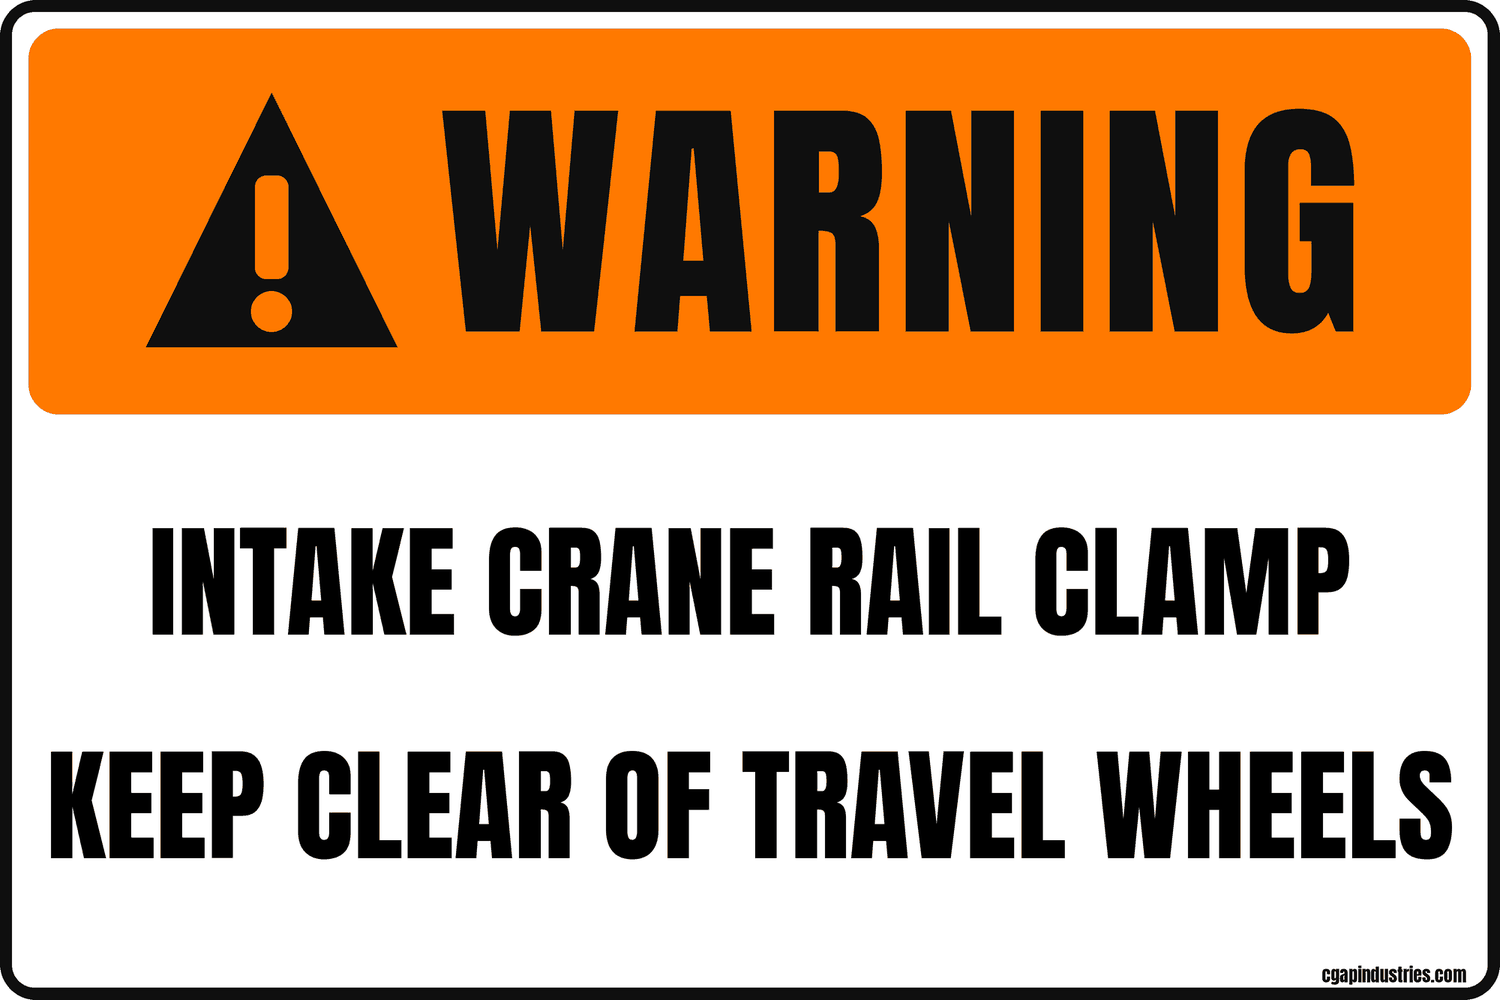 WARNING
INTAKE CRANE RAIL CLAMP
KEEP CLEAR OF TRAVEL WHEELS
cgapindustries.com